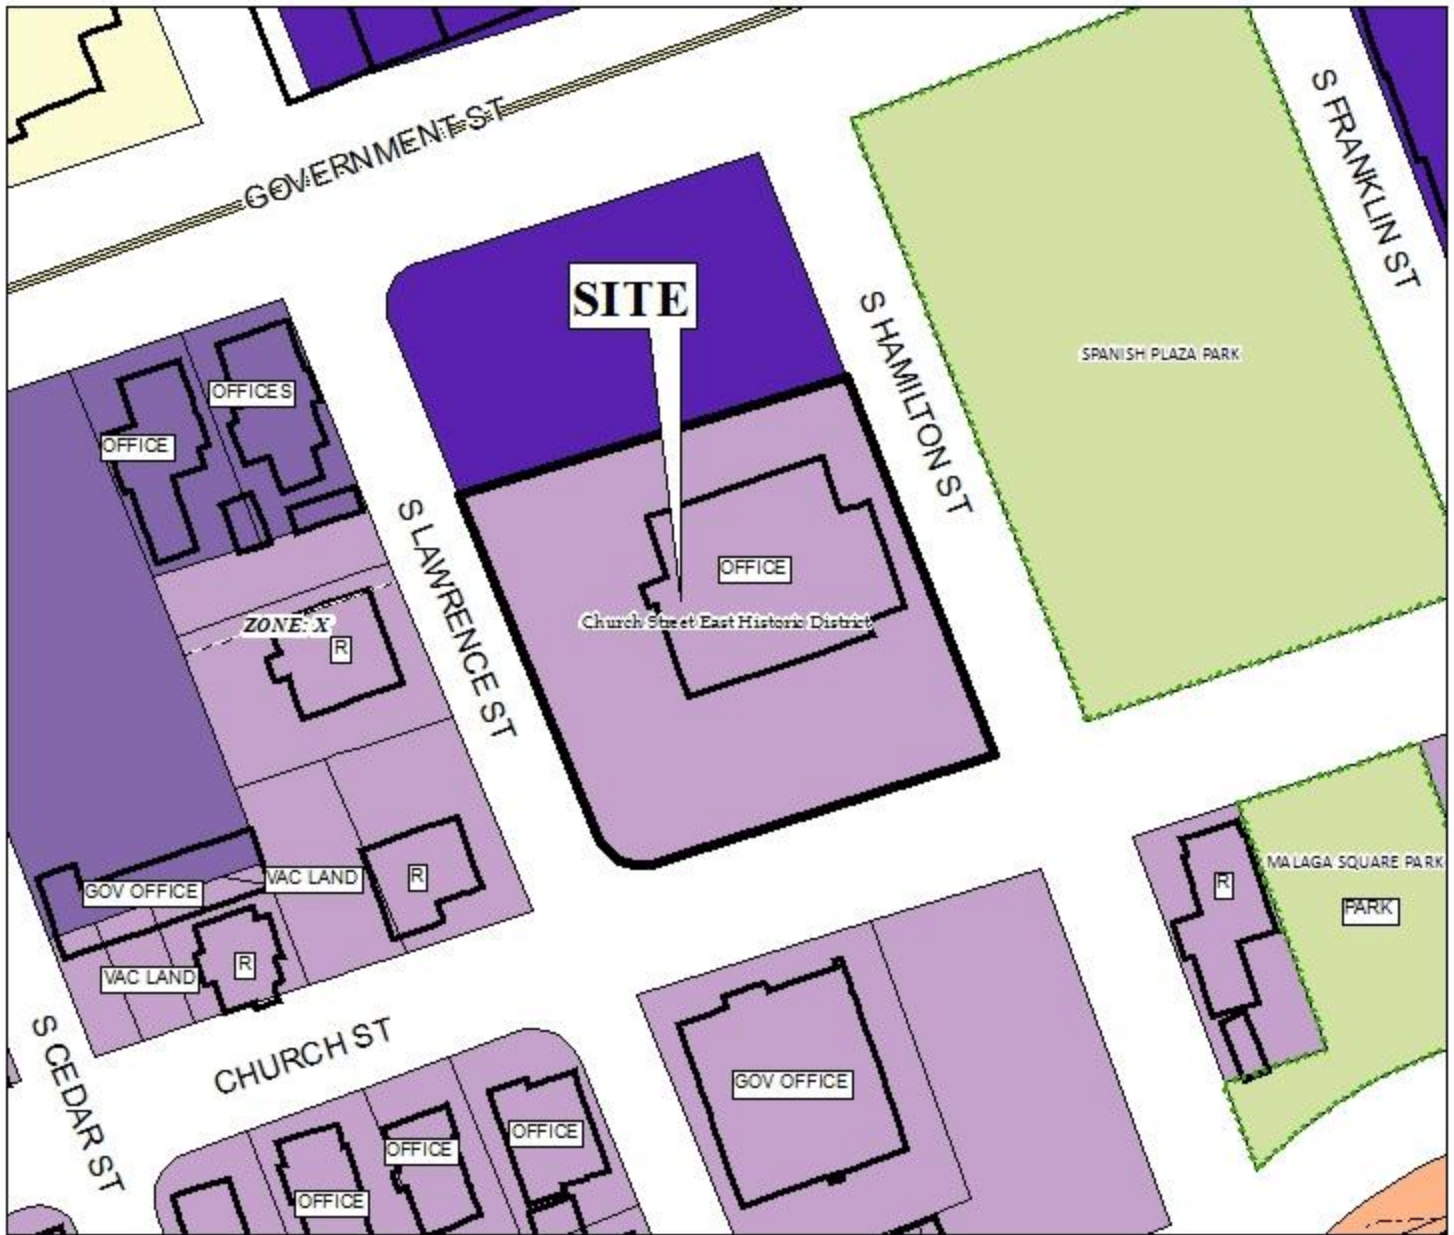 GOVERNMENT ST
S FRANKLIN ST
SITE
S HAMILTON ST
SPANISH PLAZA PARK
OFFICES
OFFICE
S LAWRENCE ST
OFFICE
Church Street East Historic District
ZONE: X
R
MALAGA SQUARE PARK
R
PARK
GOV OFFICE
VAC LAND
R
VAC LAND
R
S CEDAR ST
CHURCH ST
GOV OFFICE
OFFICE
OFFICE
OFFICE